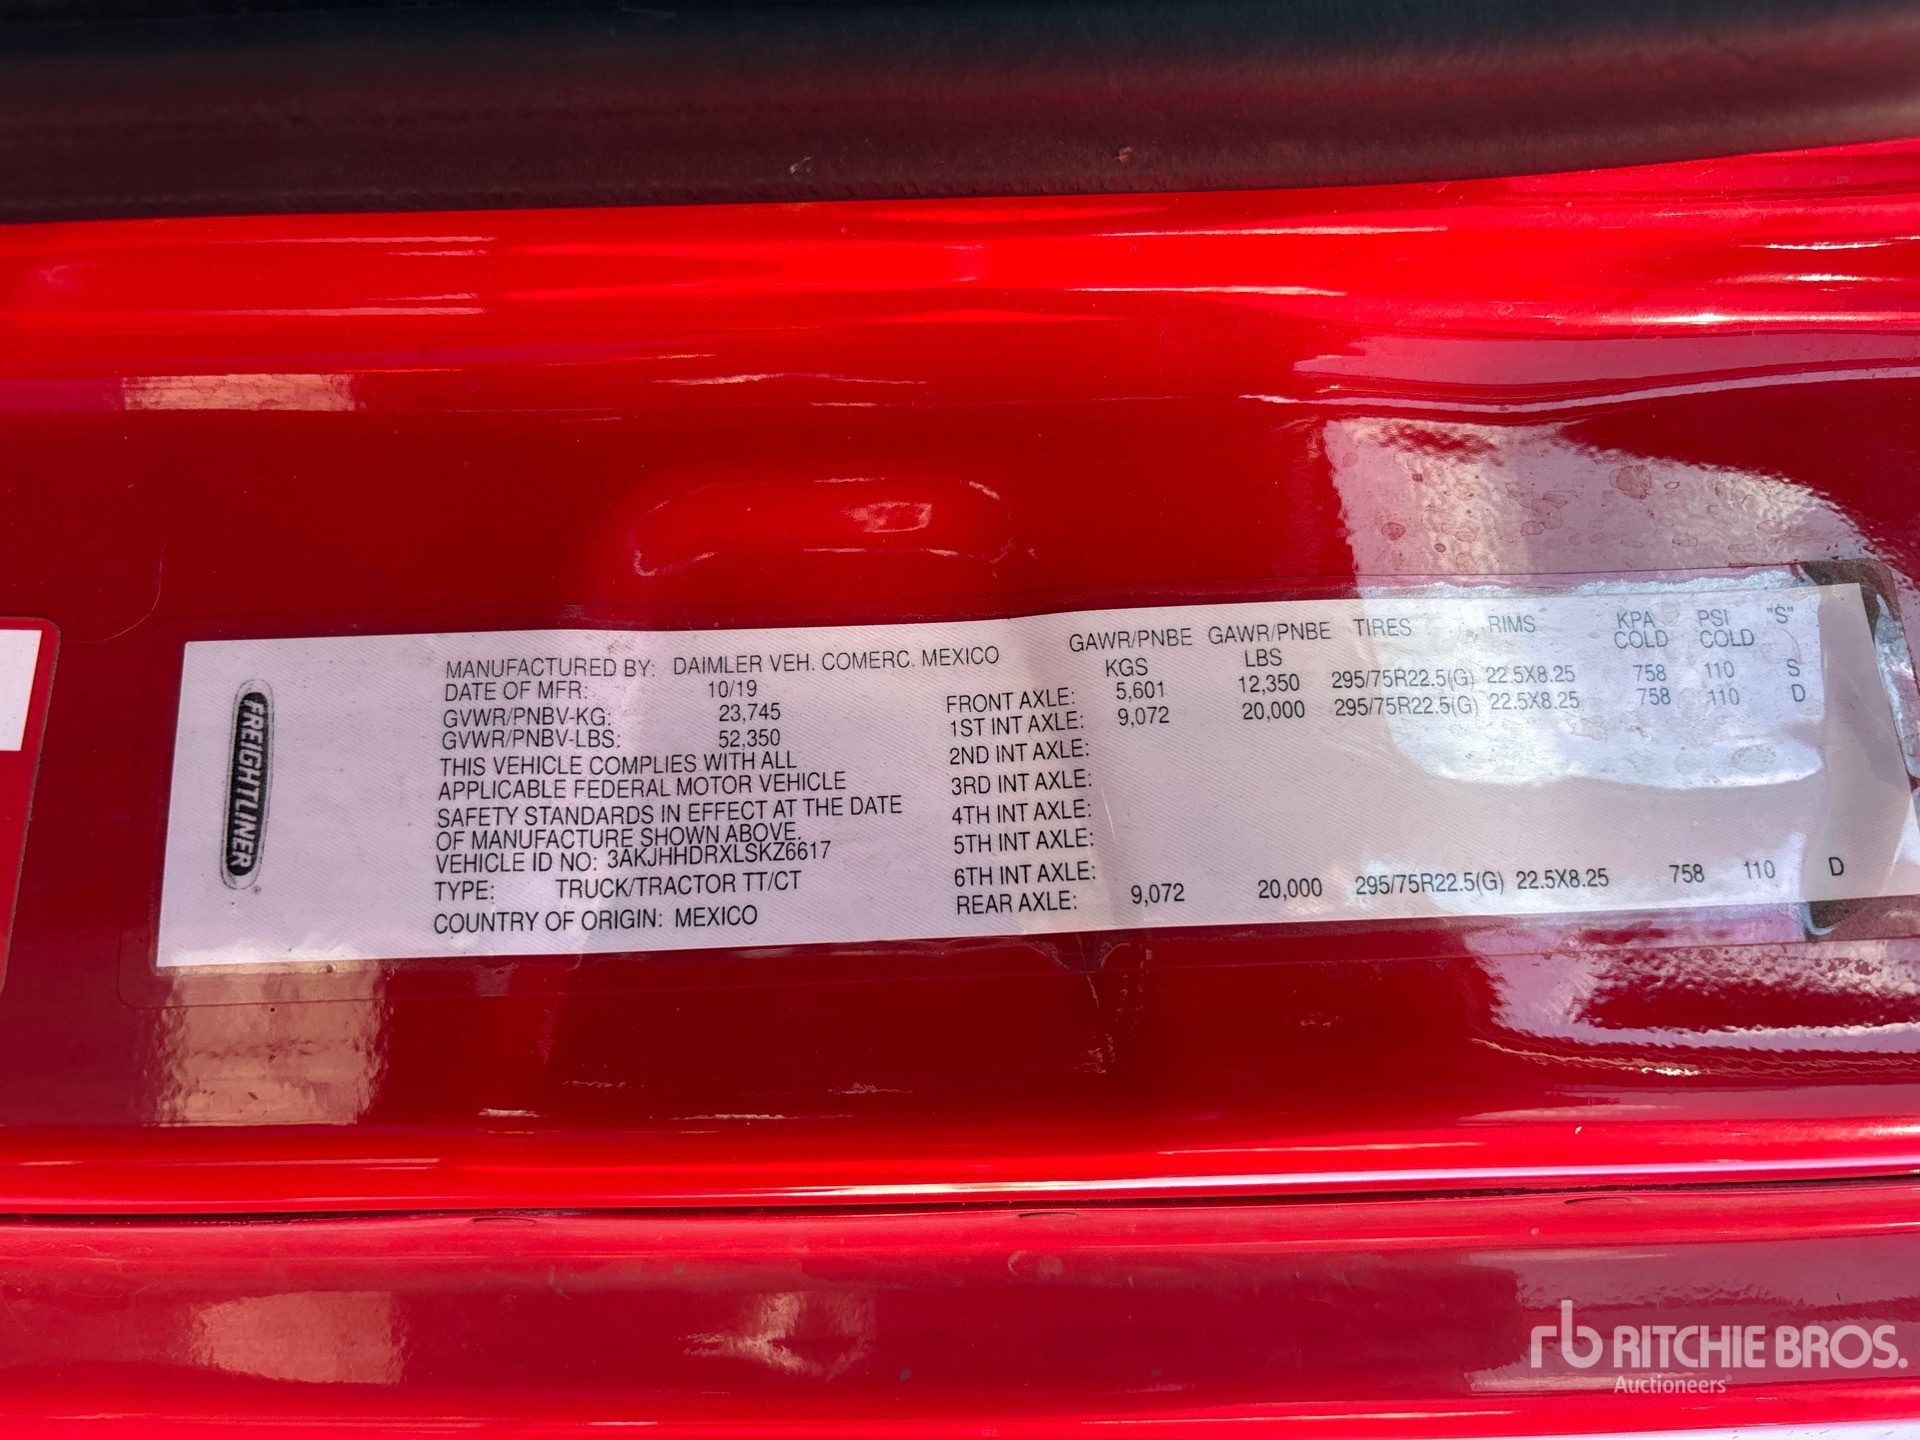 FREIGHTLINER
MANUFACTURED BY: DAIMLER VEH. COMERC. MEXICO
DATE OF MFR: 10/19
GVWR/PNBV-KG: 23,745
GVWR/PNBV-LBS: 52,350
THIS VEHICLE COMPLIES WITH ALL
APPLICABLE FEDERAL MOTOR VEHICLE
SAFETY STANDARDS IN EFFECT AT THE DATE
OF MANUFACTURE SHOWN ABOVE.
VEHICLE ID NO: 3AKJHHDRXLSKZ6617
TYPE: TRUCK/TRACTOR TT/CT
COUNTRY OF ORIGIN: MEXICO
GAWR/PNBE GAWR/PNBE TIRES RIMS KPA PSI "S"
KGS LBS COLD COLD
FRONT AXLE: 5,601 12,350 295/75R22.5(G) 22.5X8.25 758 110 S
1ST INT AXLE: 9,072 20,000 295/75R22.5(G) 22.5X8.25 758 110 D
2ND INT AXLE:
3RD INT AXLE:
4TH INT AXLE:
5TH INT AXLE:
6TH INT AXLE:
REAR AXLE: 9,072 20,000 295/75R22.5(G) 22.5X8.25 758 110 D
rb RITCHIE BROS.
Auctioneers